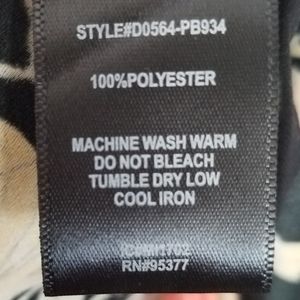 STYLE#D0564-PB934
100%POLYESTER
MACHINE WASH WARM
DO NOT BLEACH
TUMBLE DRY LOW
COOL IRON
RN#95377